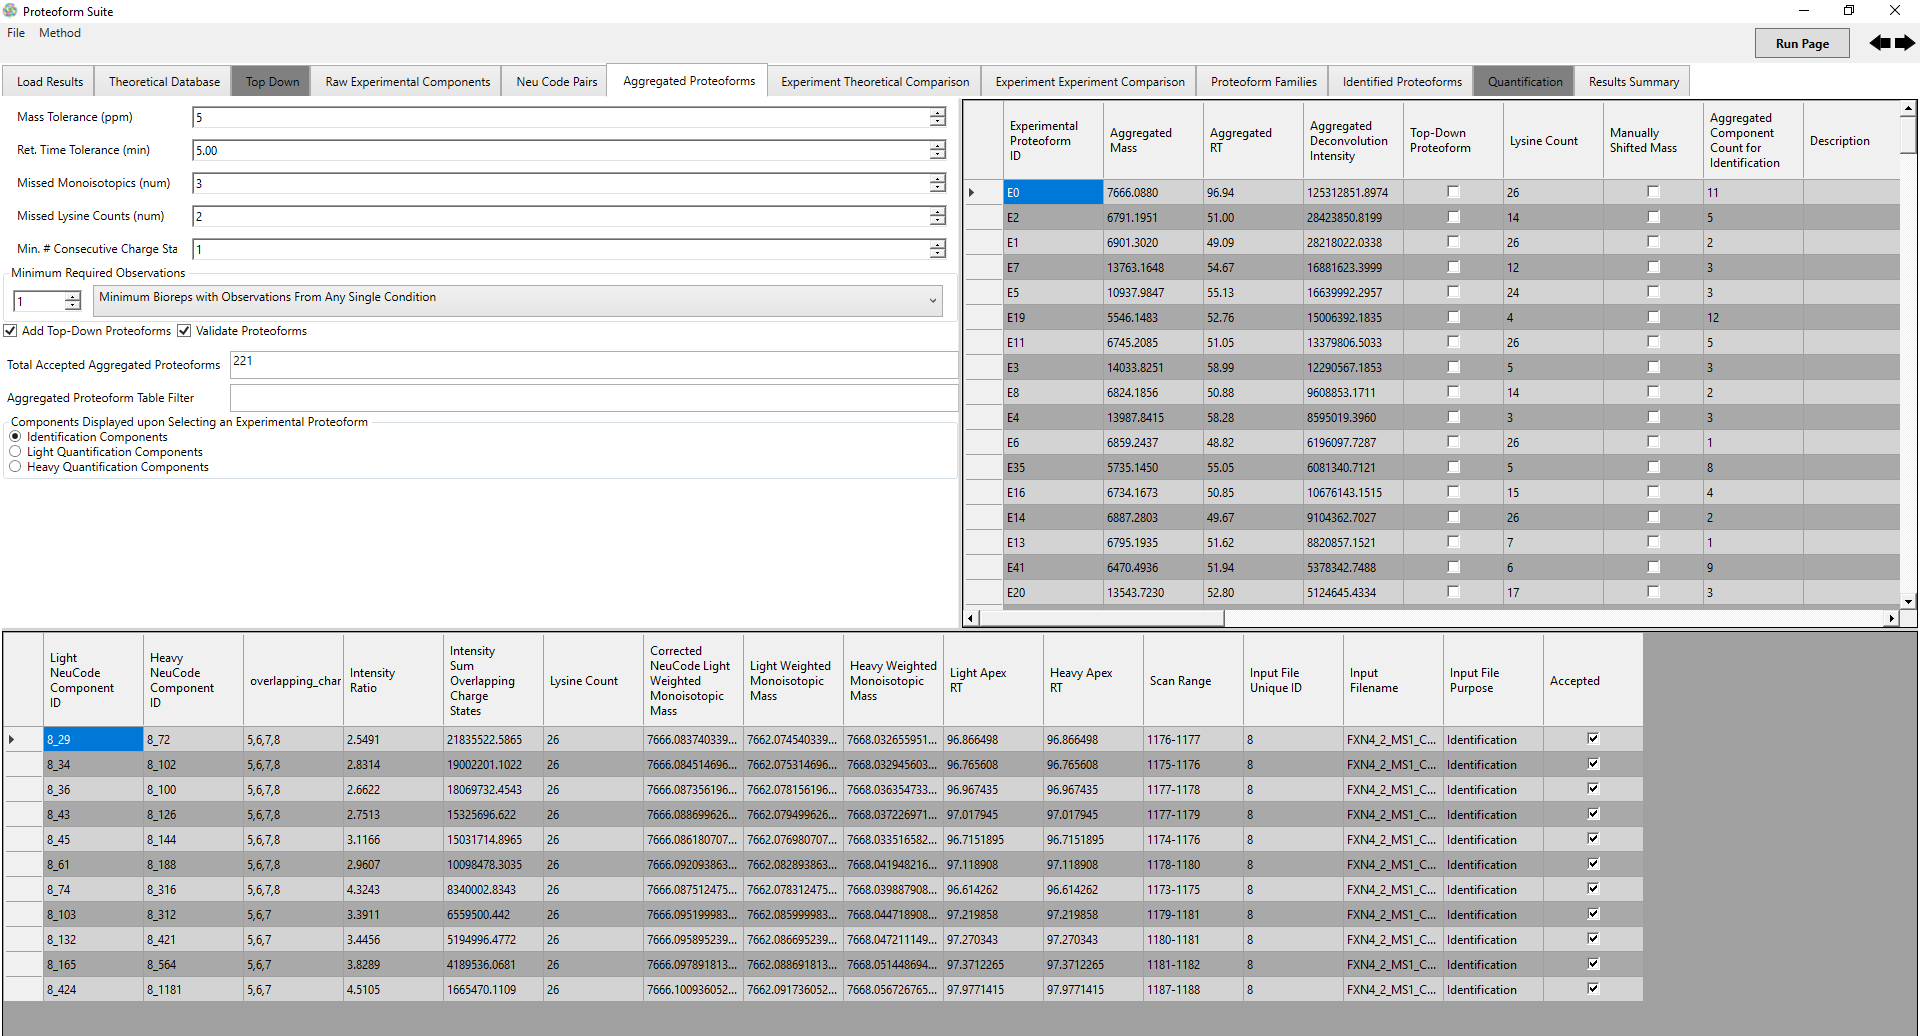 Proteoform Suite
File Method
Run Page
Load Results Theoretical Database Top Down Raw Experimental Components Neu Code Pairs Aggregated Proteoforms Experiment Theoretical Comparison Experiment Experiment Comparison Proteoform Families Identified Proteoforms Quantification Results Summary
Mass Tolerance (ppm) 5
Ret. Time Tolerance (min) 5.00
Missed Monoisotopics (num) 3
Missed Lysine Counts (num) 2
Min. # Consecutive Charge Sta 1
Minimum Required Observations
1 Minimum Bioreps with Observations From Any Single Condition
Add Top-Down Proteoforms Validate Proteoforms
Total Accepted Aggregated Proteoforms 221
Aggregated Proteoform Table Filter
Components Displayed upon Selecting an Experimental Proteoform
Identification Components
Light Quantification Components
Heavy Quantification Components
Experimental Proteoform ID Aggregated Mass Aggregated RT Aggregated Deconvolution Intensity Top-Down Proteoform Lysine Count Manually Shifted Mass Aggregated Component Count for Identification Description
E0 7666.0880 96.94 125312851.8974 26 11
E2 6791.1951 51.00 28423850.8199 14 5
E1 6901.3020 49.09 28218022.0338 26 2
E7 13763.1648 54.67 16881623.3999 12 3
E5 10937.9847 55.13 16639992.2957 24 3
E19 5546.1483 52.76 15006392.1835 4 12
E11 6745.2085 51.05 13379806.5033 26 5
E3 14033.8251 58.99 12290567.1853 5 3
E8 6824.1856 50.88 9608853.1711 14 2
E4 13987.8415 58.28 8595019.3960 3 3
E6 6859.2437 48.82 6196097.7287 26 1
E35 5735.1450 55.05 6081340.7121 5 8
E16 6734.1673 50.85 10676143.1515 15 4
E14 6887.2803 49.67 9104362.7027 26 2
E13 6795.1935 51.62 8820857.1521 7 1
E41 6470.4936 51.94 5378342.7488 6 9
E20 13543.7230 52.80 5124645.4334 17 3
Light NeuCode Component ID Heavy NeuCode Component ID overlapping_char Intensity Ratio Intensity Sum Overlapping Charge States Lysine Count Corrected NeuCode Light Weighted Monoisotopic Mass Light Weighted Monoisotopic Mass Heavy Weighted Monoisotopic Mass Light Apex RT Heavy Apex RT Scan Range Input File Unique ID Input Filename Input File Purpose Accepted
8_29 8_72 5,6,7,8 2.5491 21835522.5865 26 7666.083740339... 7662.074540339... 7668.032655951... 96.866498 96.866498 1176-1177 8 FXN4_2_MS1_C... Identification
8_34 8_102 5,6,7,8 2.8314 19002201.1022 26 7666.084514696... 7662.075314696... 7668.032945603... 96.765608 96.765608 1175-1176 8 FXN4_2_MS1_C... Identification
8_36 8_100 5,6,7,8 2.6622 18069732.4543 26 7666.087356196... 7662.078156196... 7668.036354733... 96.967435 96.967435 1177-1178 8 FXN4_2_MS1_C... Identification
8_43 8_126 5,6,7,8 2.7513 15325696.622 26 7666.088699626... 7662.079499626... 7668.037226971... 97.017945 97.017945 1177-1179 8 FXN4_2_MS1_C... Identification
8_45 8_144 5,6,7,8 3.1166 15031714.8965 26 7666.086180707... 7662.076980707... 7668.033516582... 96.7151895 96.7151895 1174-1176 8 FXN4_2_MS1_C... Identification
8_61 8_188 5,6,7,8 2.9607 10098478.3035 26 7666.092093863... 7662.082893863... 7668.041948216... 97.118908 97.118908 1178-1180 8 FXN4_2_MS1_C... Identification
8_74 8_316 5,6,7,8 4.3243 8340002.8343 26 7666.087512475... 7662.078312475... 7668.039887908... 96.614262 96.614262 1173-1175 8 FXN4_2_MS1_C... Identification
8_103 8_312 5,6,7 3.3911 6559500.442 26 7666.095199983... 7662.085999983... 7668.044718908... 97.219858 97.219858 1179-1181 8 FXN4_2_MS1_C... Identification
8_132 8_421 5,6,7 3.4456 5194996.4772 26 7666.095895239... 7662.086695239... 7668.047211149... 97.270343 97.270343 1180-1181 8 FXN4_2_MS1_C... Identification
8_165 8_564 5,6,7 3.8289 4189536.0681 26 7666.097891813... 7662.088691813... 7668.051448694... 97.3712265 97.3712265 1181-1182 8 FXN4_2_MS1_C... Identification
8_424 8_1181 5,6,7 4.5105 1665470.1109 26 7666.100936052... 7662.091736052... 7668.056726765... 97.9771415 97.9771415 1187-1188 8 FXN4_2_MS1_C... Identification